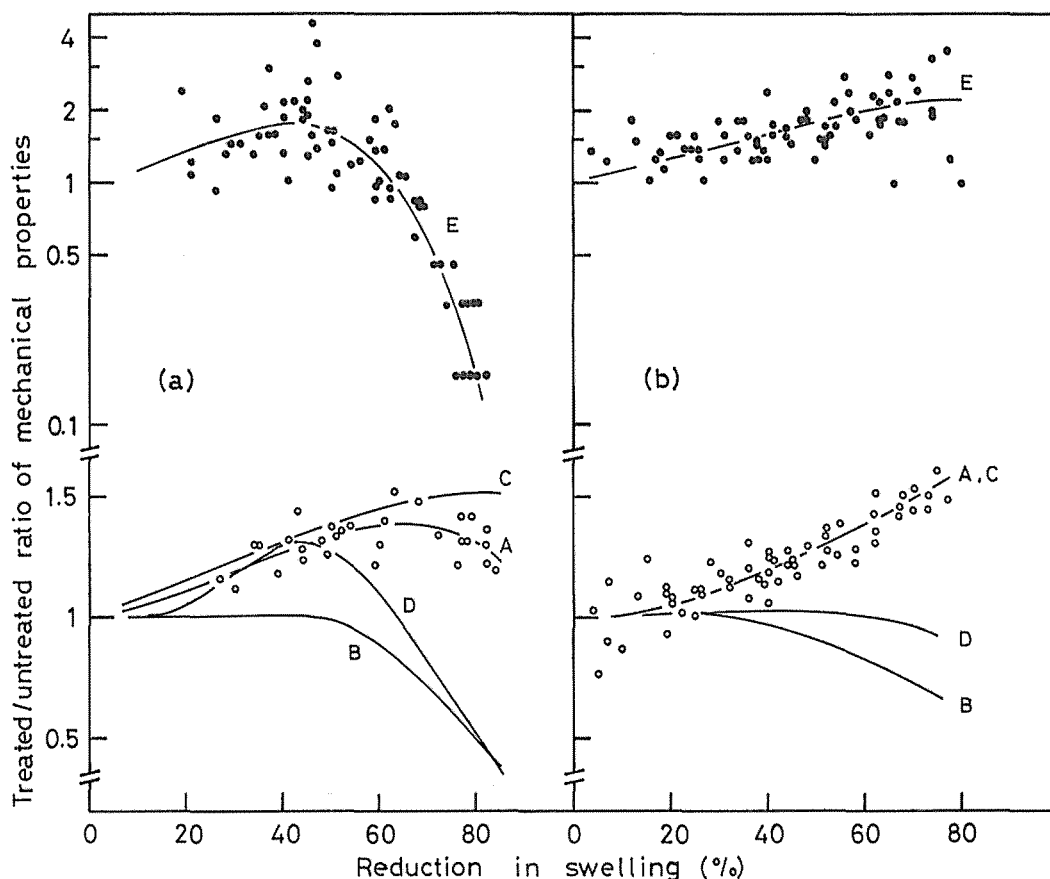 4
2
1
0.5
0.1
1.5
1
0.5
E
(a)
C
A
D
B
E
(b)
A,C
D
B
0 20 40 60 80 0 20 40 60 80
Reduction in swelling (%)
Treated/untreated ratio of mechanical properties